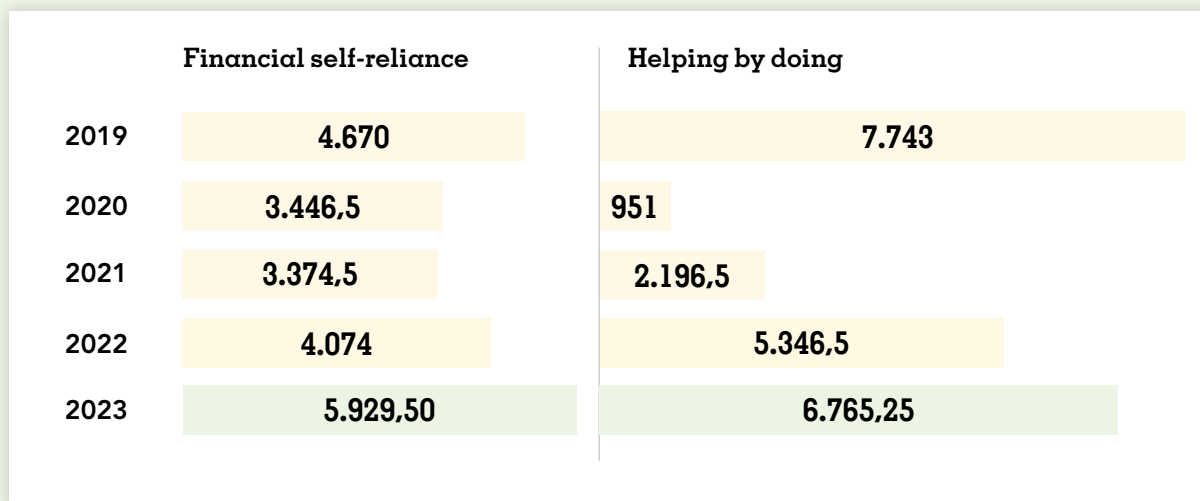 Financial self-reliance Helping by doing
2019 4.670 7.743
2020 3.446,5 951
2021 3.374,5 2.196,5
2022 4.074 5.346,5
2023 5.929,50 6.765,25